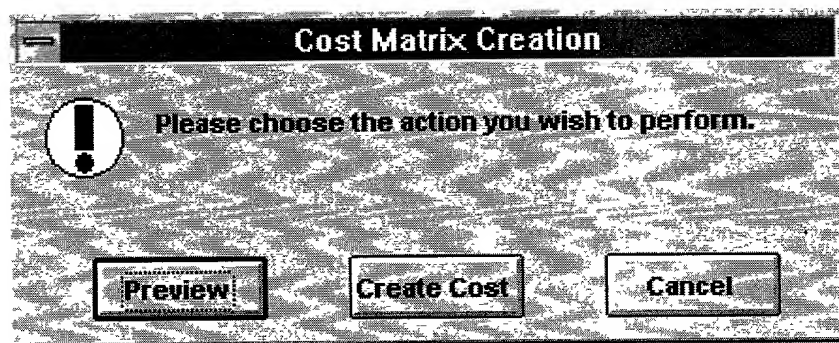 Cost Matrix Creation
Please choose the action you wish to perform.
Preview Create Cost Cancel